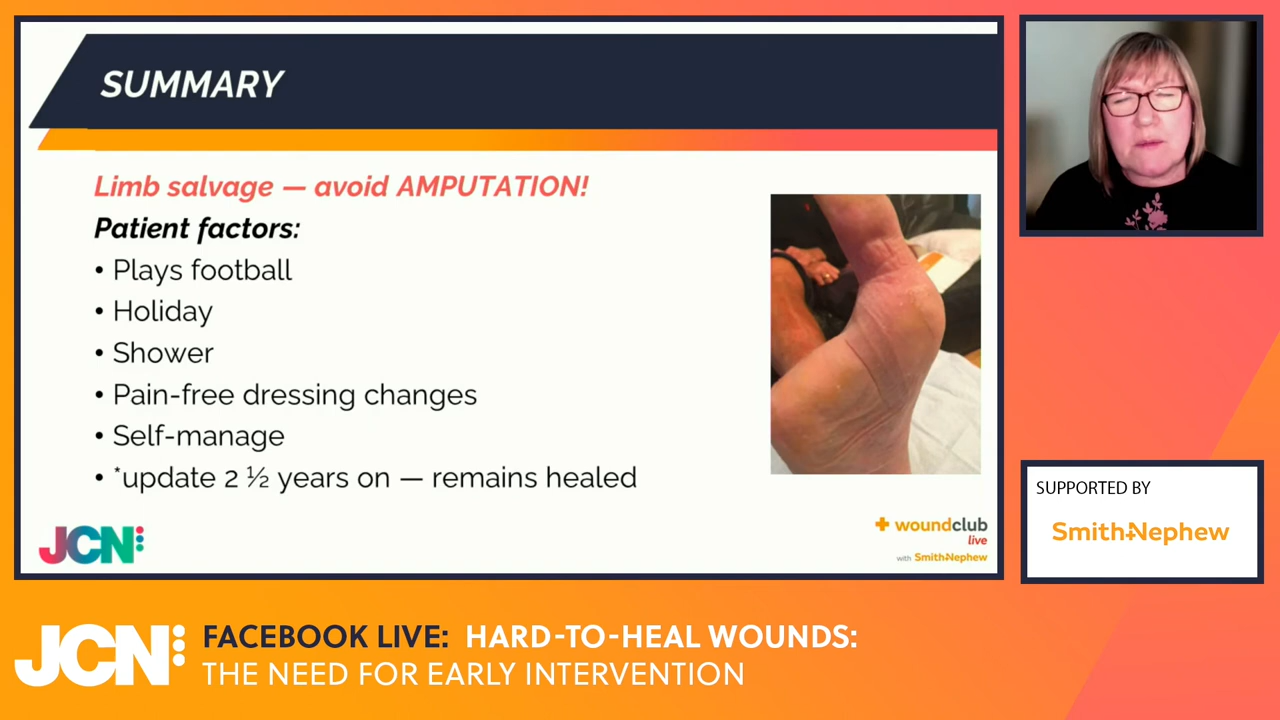 SUMMARY
Limb salvage — avoid AMPUTATION!
Patient factors:
• Plays football
• Holiday
• Shower
• Pain-free dressing changes
• Self-manage
• *update 2 ½ years on — remains healed
JCN
woundclub
live
with Smith+Nephew
SUPPORTED BY
Smith+Nephew
JCN FACEBOOK LIVE: HARD-TO-HEAL WOUNDS:
THE NEED FOR EARLY INTERVENTION